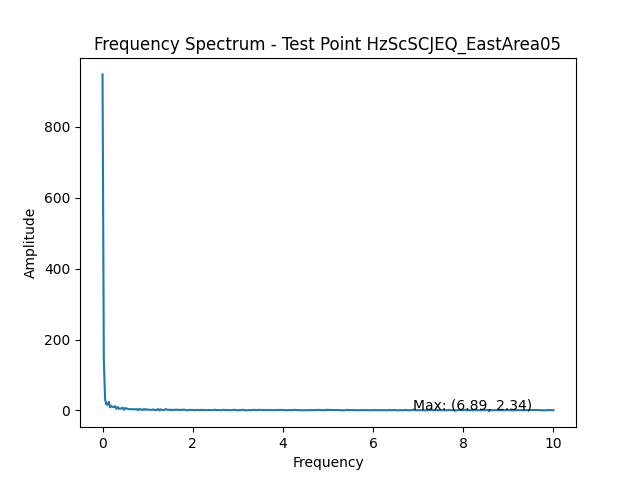 Frequency Spectrum - Test Point HzScSCJEQ_EastArea05
Amplitude
800
600
400
200
0
Max: (6.89, 2.34)
0 2 4 6 8 10
Frequency